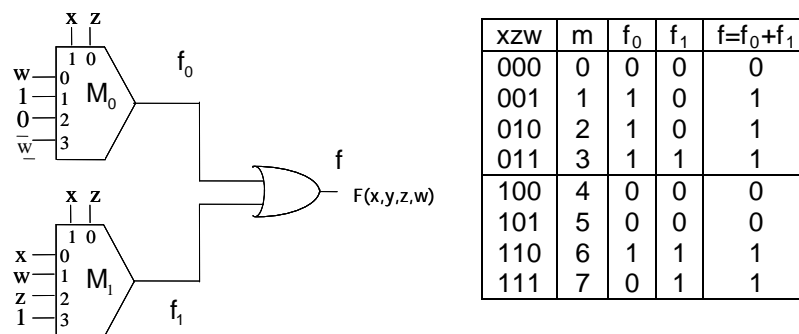 x z
1 0
w 0
1 1
0 2
w̅ 3
M0
f0
x z
1 0
x 0
w 1
z 2
1 3
M1
f1
f
F(x,y,z,w)
xzw m f0 f1 f=f0+f1
000 0 0 0 0
001 1 1 0 1
010 2 1 0 1
011 3 1 1 1
100 4 0 0 0
101 5 0 0 0
110 6 1 1 1
111 7 0 1 1